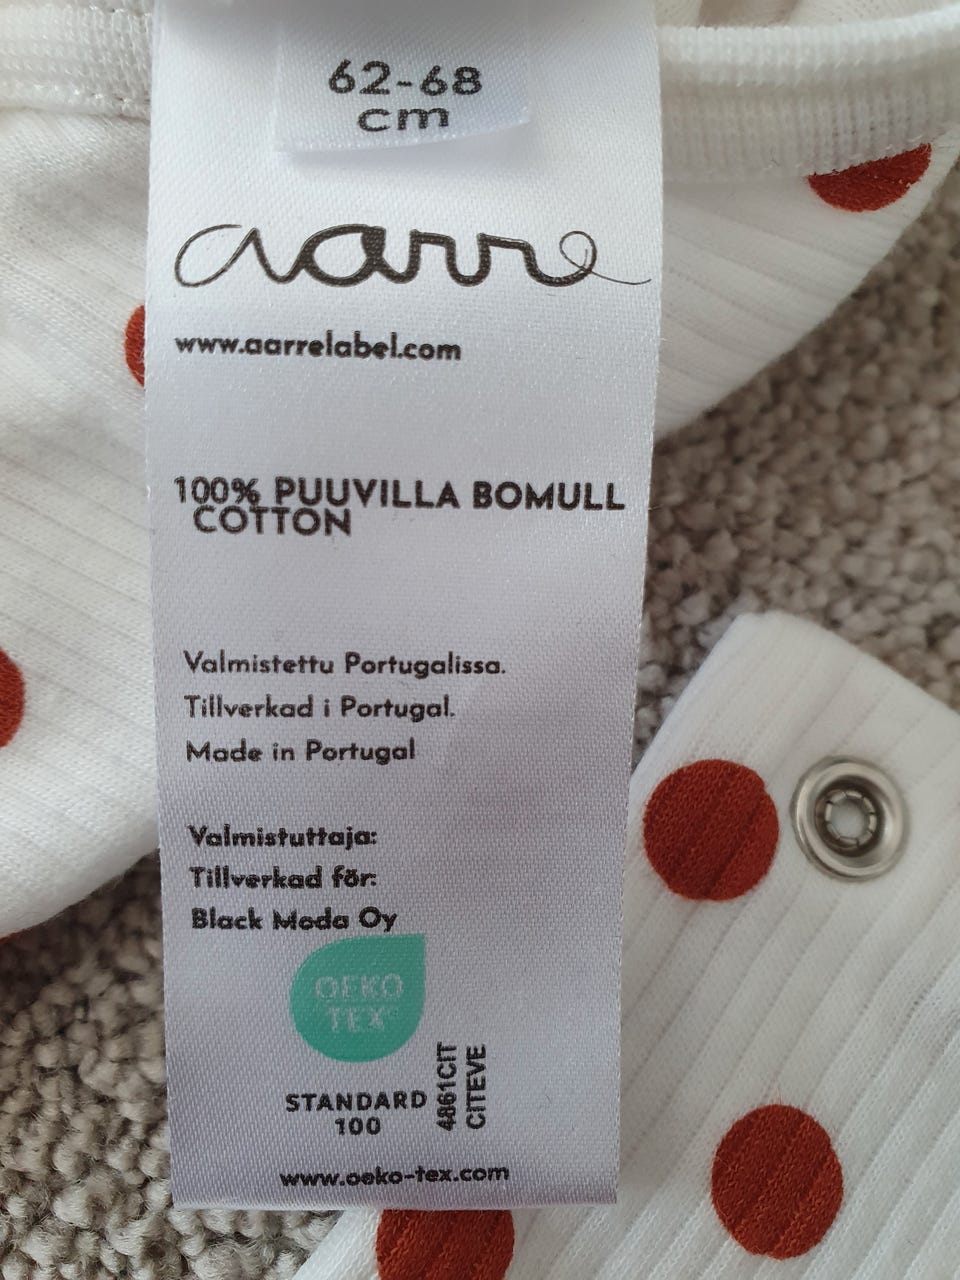 62-68
cm
aarre
www.aarrelabel.com
100% PUUVILLA BOMULL
COTTON
Valmistettu Portugalissa.
Tillverkad i Portugal.
Made in Portugal
Valmistuttaja:
Tillverkad för:
Black Moda Oy
OEKO
TEX
STANDARD
100
4861CIT
CITEVE
www.oeko-tex.com